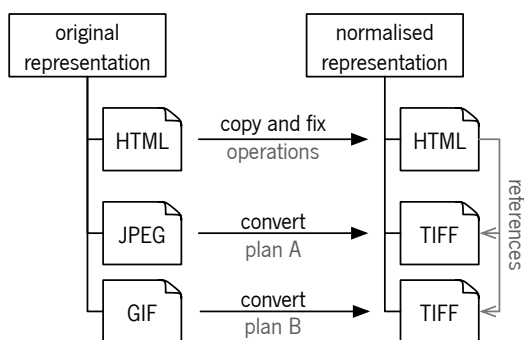 original
representation
normalised
representation
HTML
copy and fix
operations
HTML
references
JPEG
convert
plan A
TIFF
GIF
convert
plan B
TIFF